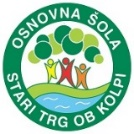 OSNOVNA ŠOLA
STARI TRG OB KOLPI